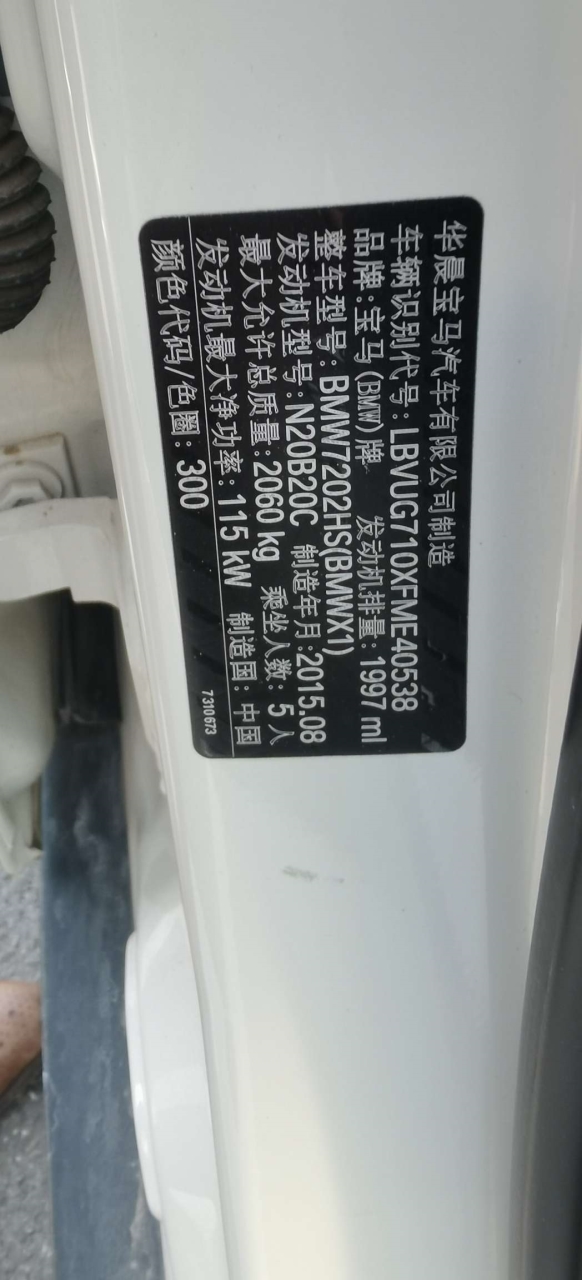 华晨宝马汽车有限公司制造
车辆识别代号:LBVUG710XFME40538
品牌:宝马(BMW)牌 发动机排量:1997 ml
整车型号:BMW7202HS(BMWX1)
发动机型号:N20B20C 制造年月:2015.08
最大允许总质量:2060 kg 乘坐人数:5人
发动机最大净功率:115 kW 制造国:中国
颜色代码/色圈:300 7310673